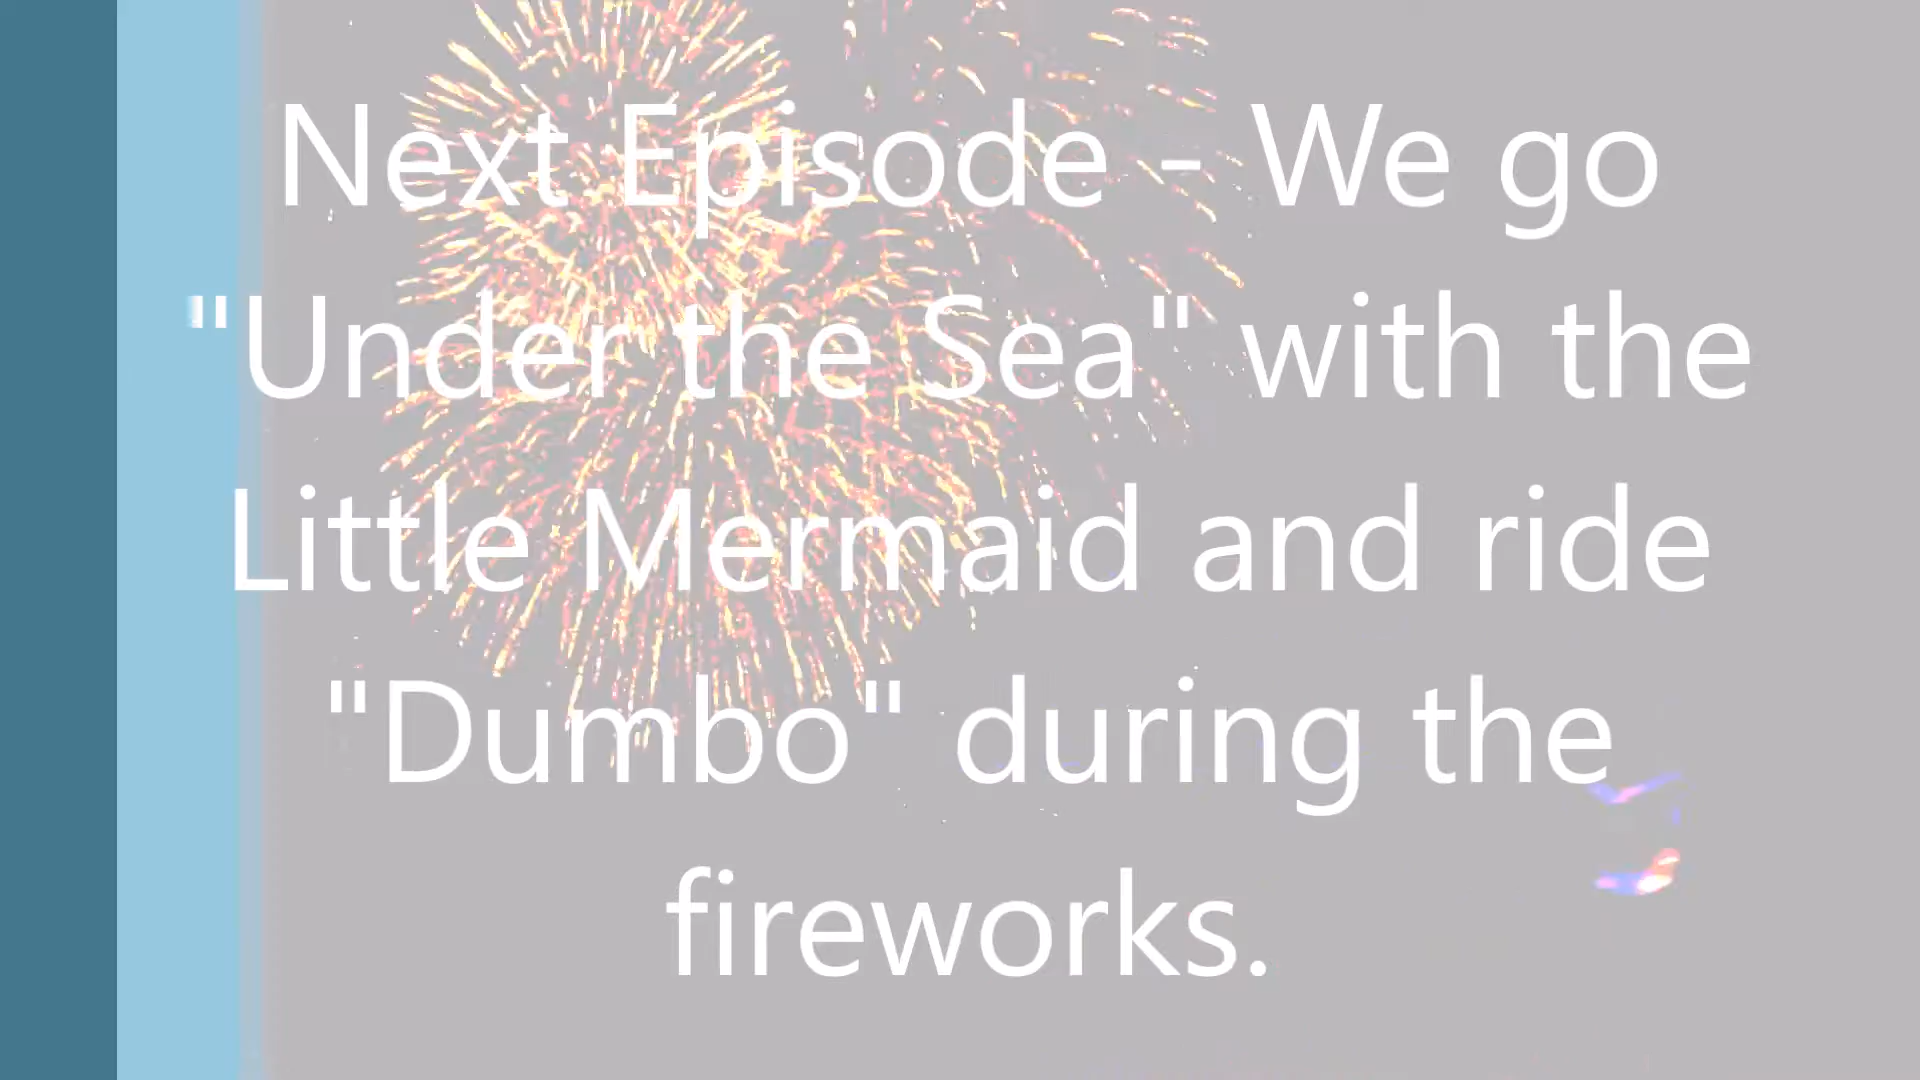 Next Episode - We go
"Under the Sea" with the
Little Mermaid and ride
"Dumbo" during the
fireworks.